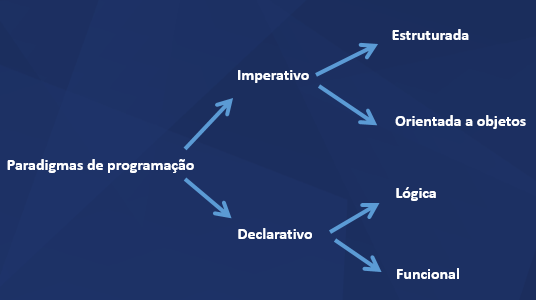 Estruturada
Imperativo
Orientada a objetos
Paradigmas de programação
Lógica
Declarativo
Funcional